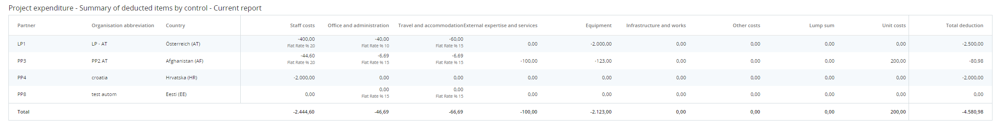 Project expenditure - Summary of deducted items by control - Current report
Partner Organisation abbreviation Country Staff costs Office and administration Travel and accommodation External expertise and services Equipment Infrastructure and works Other costs Lump sum Unit costs Total deduction
LP1 LP - AT Österreich (AT) -400,00 -40,00 -60,00 0,00 -2.000,00 0,00 0,00 0,00 0,00 -2.500,00
Flat Rate % 20 Flat Rate % 10 Flat Rate % 15
PP3 PP2 AT Afghanistan (AF) -44,60 -6,69 -6,69 -100,00 -123,00 0,00 0,00 0,00 200,00 -80,98
Flat Rate % 20 Flat Rate % 15 Flat Rate % 15
PP4 croatia Hrvatska (HR) -2.000,00 0,00 0,00 0,00 0,00 0,00 0,00 0,00 0,00 -2.000,00
PP8 test autom Eesti (EE) 0,00 0,00 0,00 0,00 0,00 0,00 0,00 0,00 0,00 0,00
Flat Rate % 15 Flat Rate % 15
Total -2.444,60 -46,69 -66,69 -100,00 -2.123,00 0,00 0,00 0,00 200,00 -4.580,98